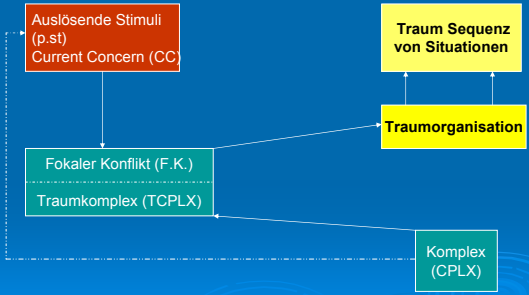 Auslösende Stimuli
(p.st)
Current Concern (CC)
Traum Sequenz
von Situationen
Traumorganisation
Fokaler Konflikt (F.K.)
Traumkomplex (TCPLX)
Komplex
(CPLX)